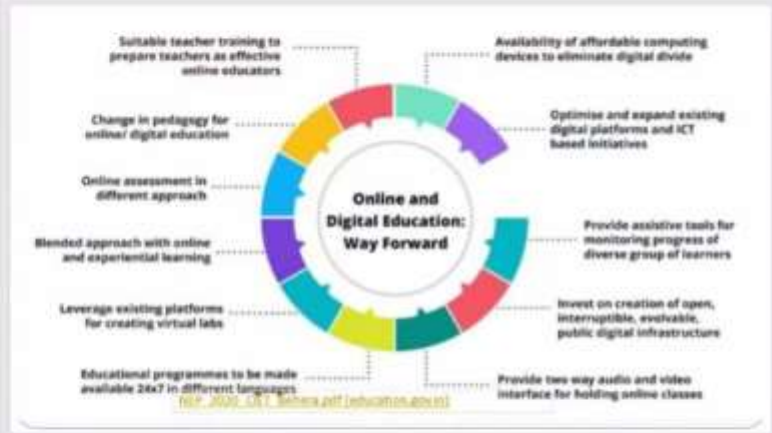 Suitable teacher training to
prepare teachers as effective
online educators
Availability of affordable computing
devices to eliminate digital divide
Change in pedagogy for
online/ digital education
Optimise and expand existing
digital platforms and ICT
based initiatives
Online assessment in
different approach
Online and
Digital Education:
Way Forward
Blended approach with online
and experiential learning
Provide assistive tools for
monitoring progress of
diverse group of learners
Leverage existing platforms
for creating virtual labs
Invest on creation of open,
interruptible, evolvable,
public digital infrastructure
Educational programmes to be made
available 24x7 in different languages
Provide two way audio and video
interface for holding online classes
NEP_2020_CIET_Behera.pdf (education.gov.in)